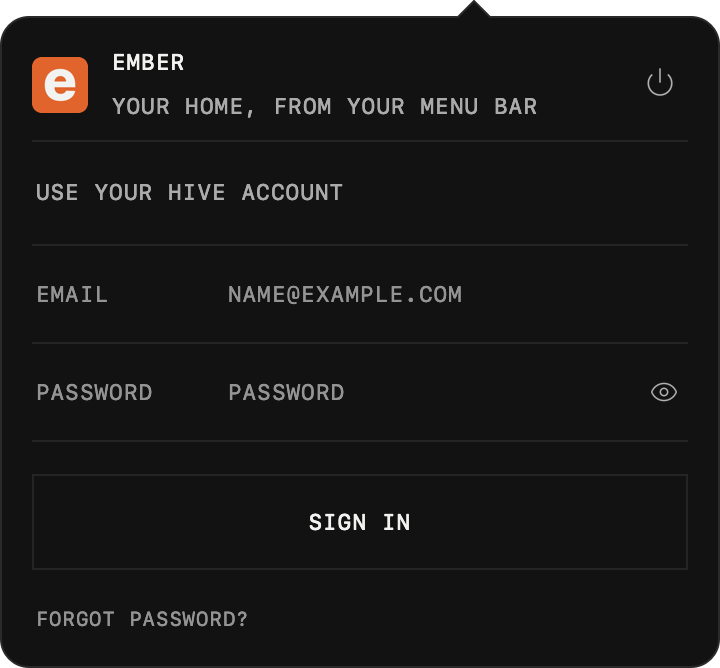 e
EMBER
YOUR HOME, FROM YOUR MENU BAR
USE YOUR HIVE ACCOUNT
EMAIL NAME@EXAMPLE.COM
PASSWORD PASSWORD
SIGN IN
FORGOT PASSWORD?